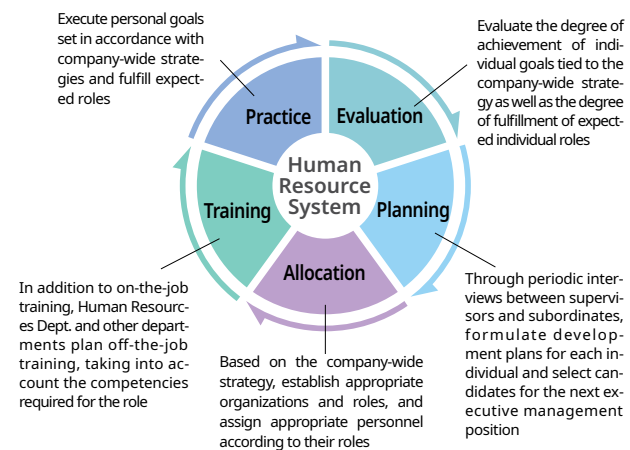 Execute personal goals
set in accordance with
company-wide strate-
gies and fulfill expect-
ed roles
Evaluate the degree of
achievement of indi-
vidual goals tied to the
company-wide strate-
gy as well as the degree
of fulfillment of expect-
ed individual roles
Practice
Evaluation
Human
Resource
System
Training
Planning
Allocation
In addition to on-the-job
training, Human Resourc-
es Dept. and other depart-
ments plan off-the-job
training, taking into ac-
count the competencies
required for the role
Based on the company-wide
strategy, establish appropriate
organizations and roles, and
assign appropriate personnel
according to their roles
Through periodic inter-
views between supervi-
sors and subordinates,
formulate develop-
ment plans for each in-
dividual and select can-
didates for the next ex-
ecutive management
position